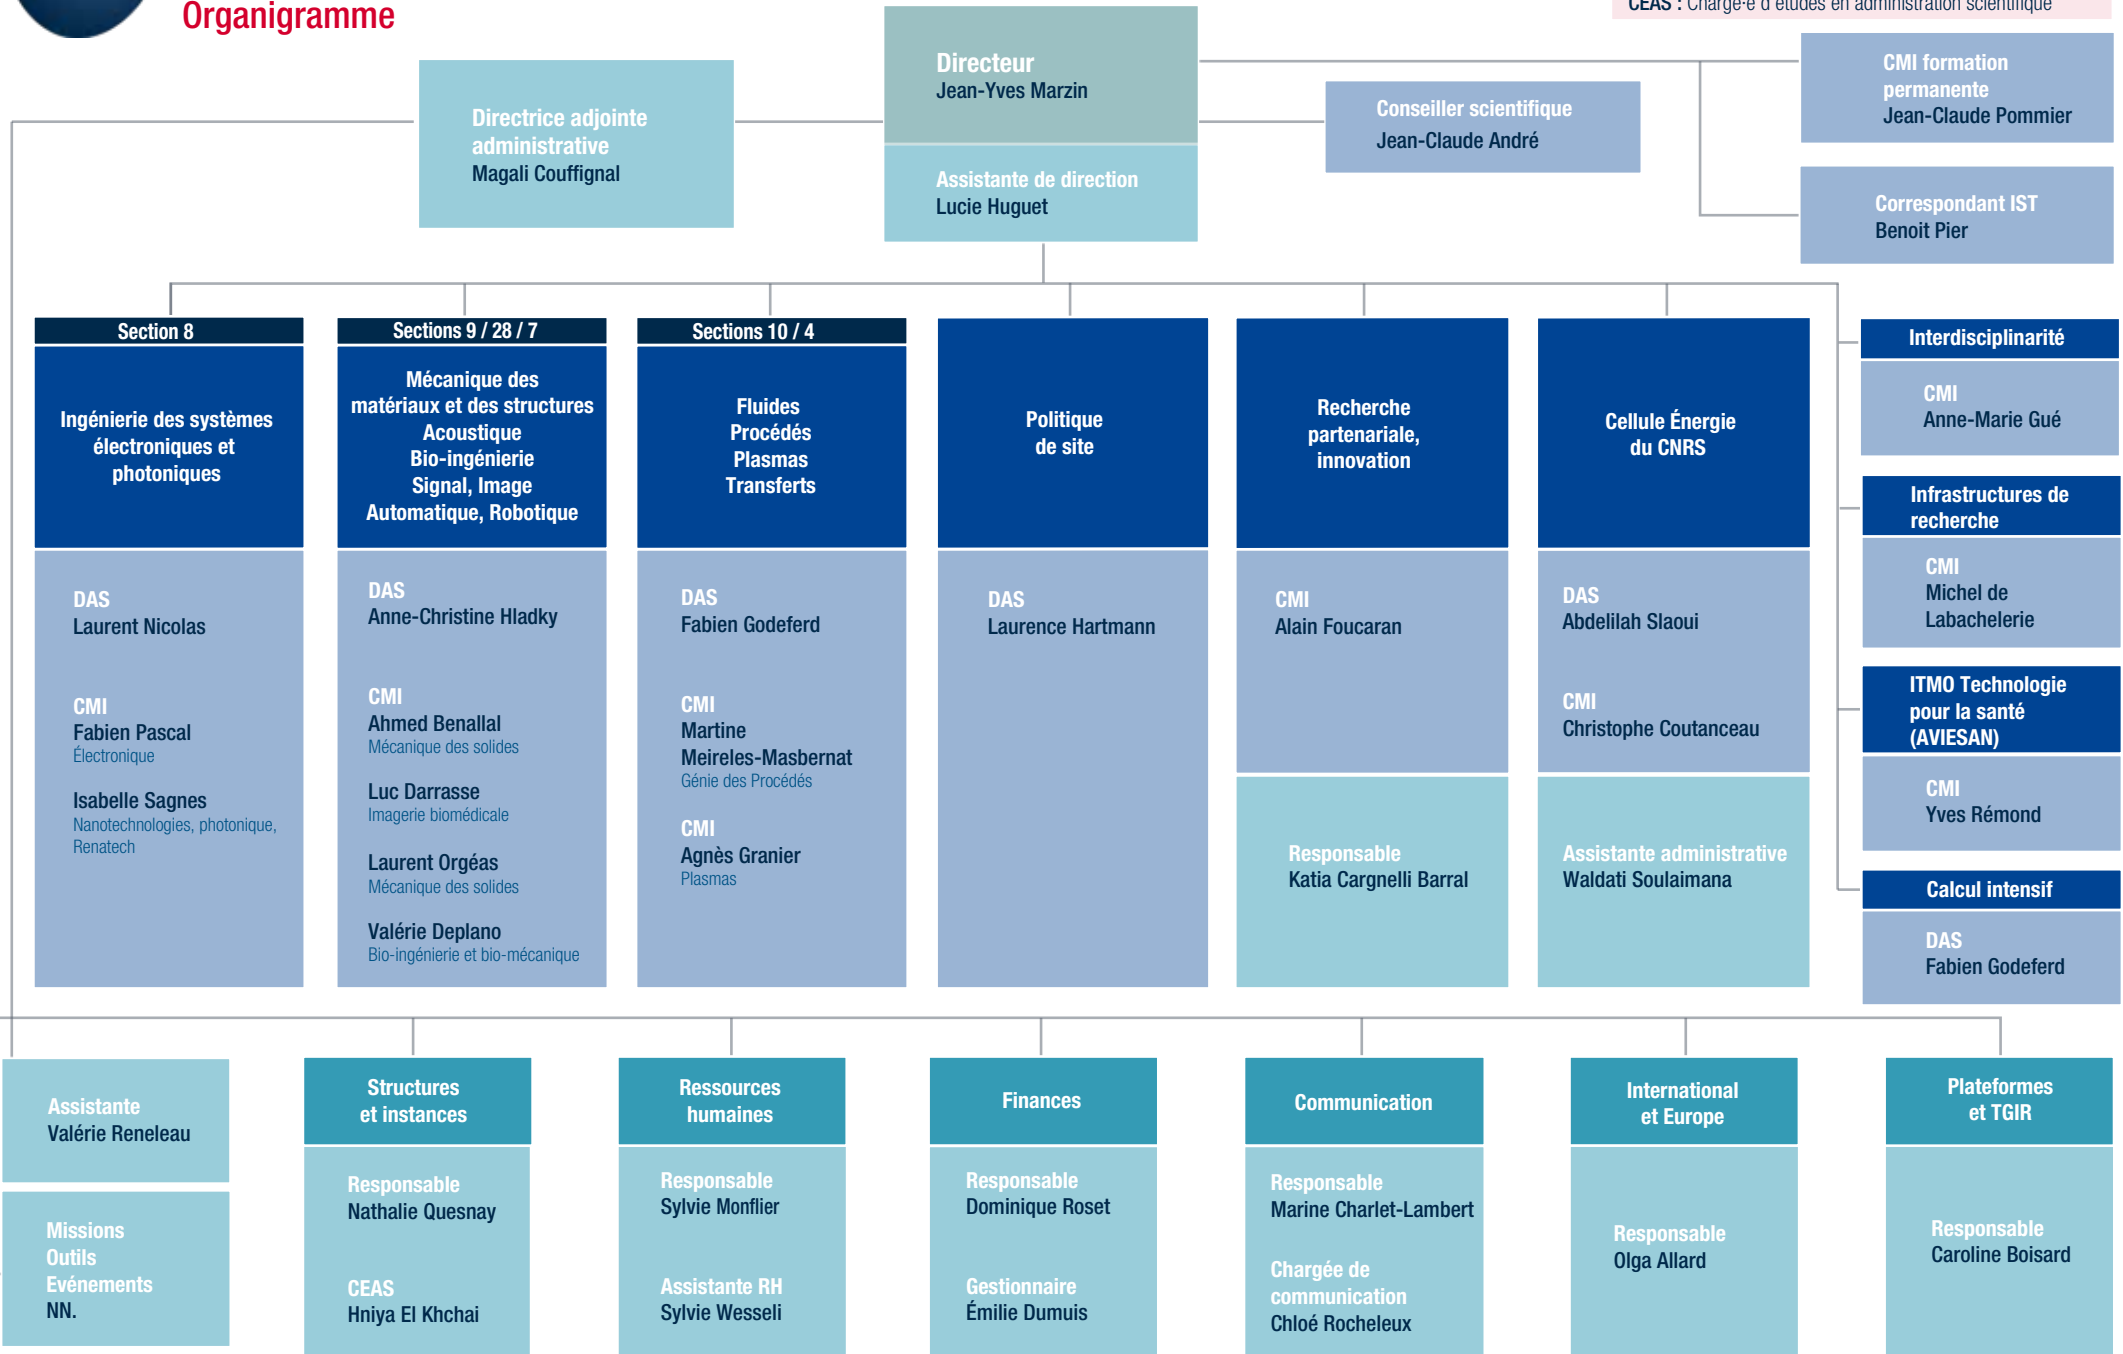 Organigramme
CEAS : Chargé·e d'études en administration scientifique
Directeur
Jean-Yves Marzin
Assistante de direction
Lucie Huguet
Directrice adjointe
administrative
Magali Couffignal
Conseiller scientifique
Jean-Claude André
CMI formation
permanente
Jean-Claude Pommier
Correspondant IST
Benoit Pier
Section 8
Ingénierie des systèmes
électroniques et
photoniques
DAS
Laurent Nicolas
CMI
Fabien Pascal
Électronique
Isabelle Sagnes
Nanotechnologies, photonique,
Renatech
Sections 9 / 28 / 7
Mécanique des
matériaux et des structures
Acoustique
Bio-ingénierie
Signal, Image
Automatique, Robotique
DAS
Anne-Christine Hladky
CMI
Ahmed Benallal
Mécanique des solides
Luc Darrasse
Imagerie biomédicale
Laurent Orgéas
Mécanique des solides
Valérie Deplano
Bio-ingénierie et bio-mécanique
Sections 10 / 4
Fluides
Procédés
Plasmas
Transferts
DAS
Fabien Godeferd
CMI
Martine
Meireles-Masbernat
Génie des Procédés
CMI
Agnès Granier
Plasmas
Politique
de site
DAS
Laurence Hartmann
Recherche
partenariale,
innovation
CMI
Alain Foucaran
Responsable
Katia Cargnelli Barral
Cellule Énergie
du CNRS
DAS
Abdelilah Slaoui
CMI
Christophe Coutanceau
Assistante administrative
Waldati Soulaimana
Interdisciplinarité
CMI
Anne-Marie Gué
Infrastructures de
recherche
CMI
Michel de
Labachelerie
ITMO Technologie
pour la santé
(AVIESAN)
CMI
Yves Rémond
Calcul intensif
DAS
Fabien Godeferd
Assistante
Valérie Reneleau
Missions
Outils
Evénements
NN.
Structures
et instances
Responsable
Nathalie Quesnay
CEAS
Hniya El Khchai
Ressources
humaines
Responsable
Sylvie Monflier
Assistante RH
Sylvie Wesseli
Finances
Responsable
Dominique Roset
Gestionnaire
Émilie Dumuis
Communication
Responsable
Marine Charlet-Lambert
Chargée de
communication
Chloé Rocheleux
International
et Europe
Responsable
Olga Allard
Plateformes
et TGIR
Responsable
Caroline Boisard